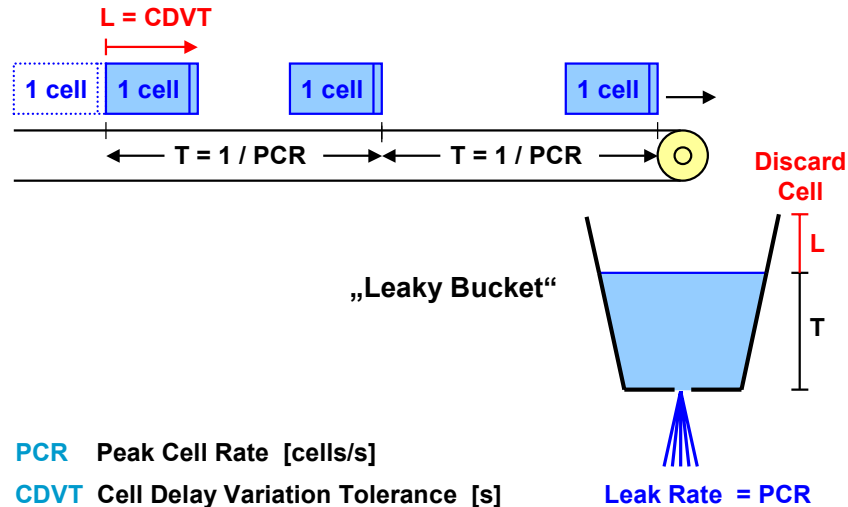 L = CDVT
1 cell
1 cell
1 cell
1 cell
T = 1 / PCR
T = 1 / PCR
Discard
Cell
L
„Leaky Bucket“
T
PCR Peak Cell Rate [cells/s]
CDVT Cell Delay Variation Tolerance [s]
Leak Rate = PCR